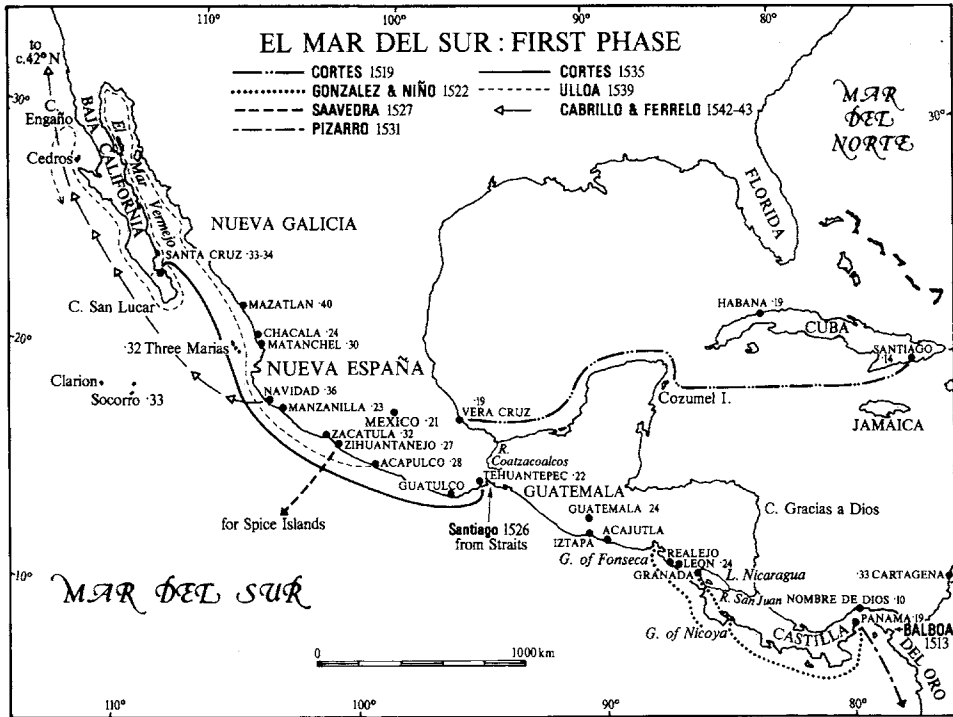 110°
100°
90°
80°
EL MAR DEL SUR : FIRST PHASE
CORTES 1519
GONZALEZ & NIÑO 1522
SAAVEDRA 1527
PIZARRO 1531
CORTES 1535
ULLOA 1539
CABRILLO & FERRELO 1542-43
to
c.42° N
30°
30°
C.
Engaño
Cedros
BAJA
CALIFORNIA
El Mar Vermejo
MAR
DEL
NORTE
FLORIDA
NUEVA GALICIA
SANTA CRUZ ·33-34
C. San Lucar
MAZATLAN ·40
CHACALA ·24
MATANCHEL ·30
20°
·32 Three Marias
NUEVA ESPAÑA
Clarion
Socorro ·33
NAVIDAD ·36
MANZANILLA ·23
MEXICO ·21
ZACATULA ·32
ZIHUANTANEJO ·27
ACAPULCO ·28
GUATULCO
·19
VERA CRUZ
R.
Coatzacoalcos
TEHUANTEPEC ·22
HABANA ·19
CUBA
SANTIAGO
·14
Cozumel I.
JAMAICA
20°
for Spice Islands
Santiago 1526
from Straits
GUATEMALA
GUATEMALA 24
IZTAPA
ACAJUTLA
C. Gracias a Dios
G. of Fonseca
REALEJO
LEON ·24
GRANADA
L. Nicaragua
R. San Juan
NOMBRE DE DIOS ·10
·33 CARTAGENA
10°
MAR DEL SUR
G. of Nicoya
CASTILLA
DEL ORO
PANAMA ·19
BALBOA
1513
0
1000 km
110°
100°
90°
80°